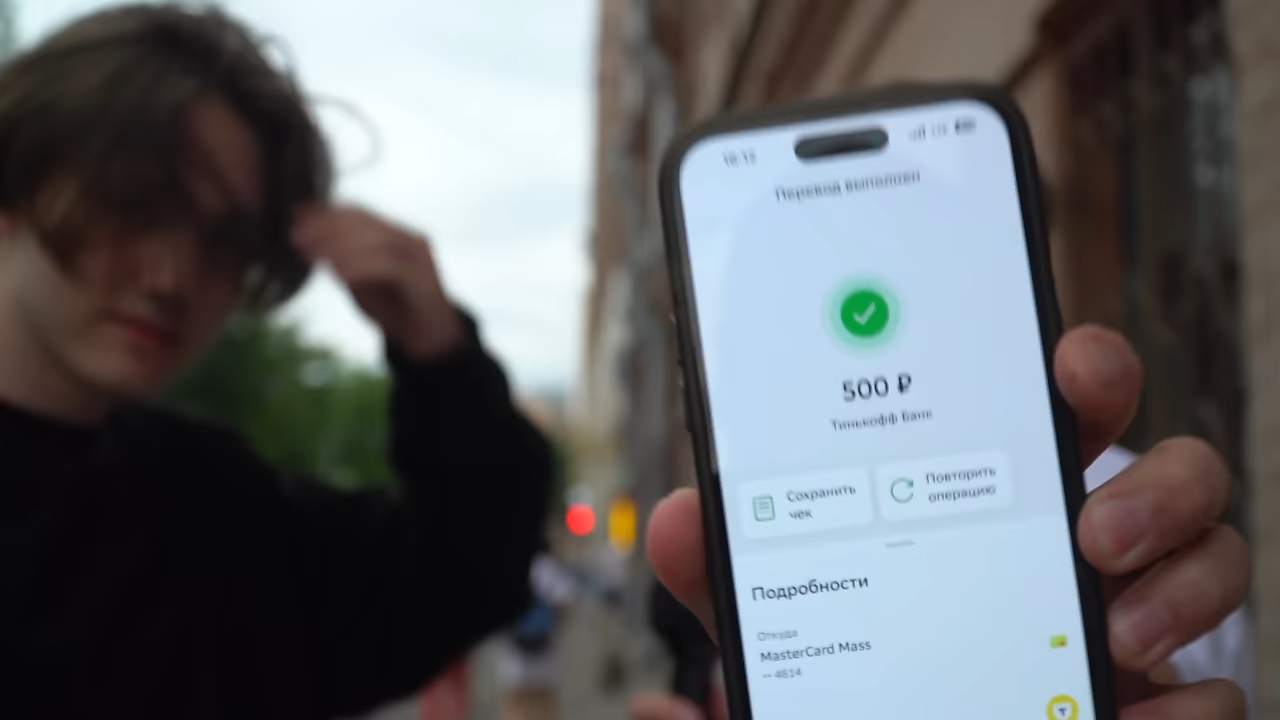 Перевод выполнен
500 ₽
Тинькофф Банк
Сохранить
чек
Повторить
операцию
Подробности
Откуда
MasterCard Mass
•• 4614